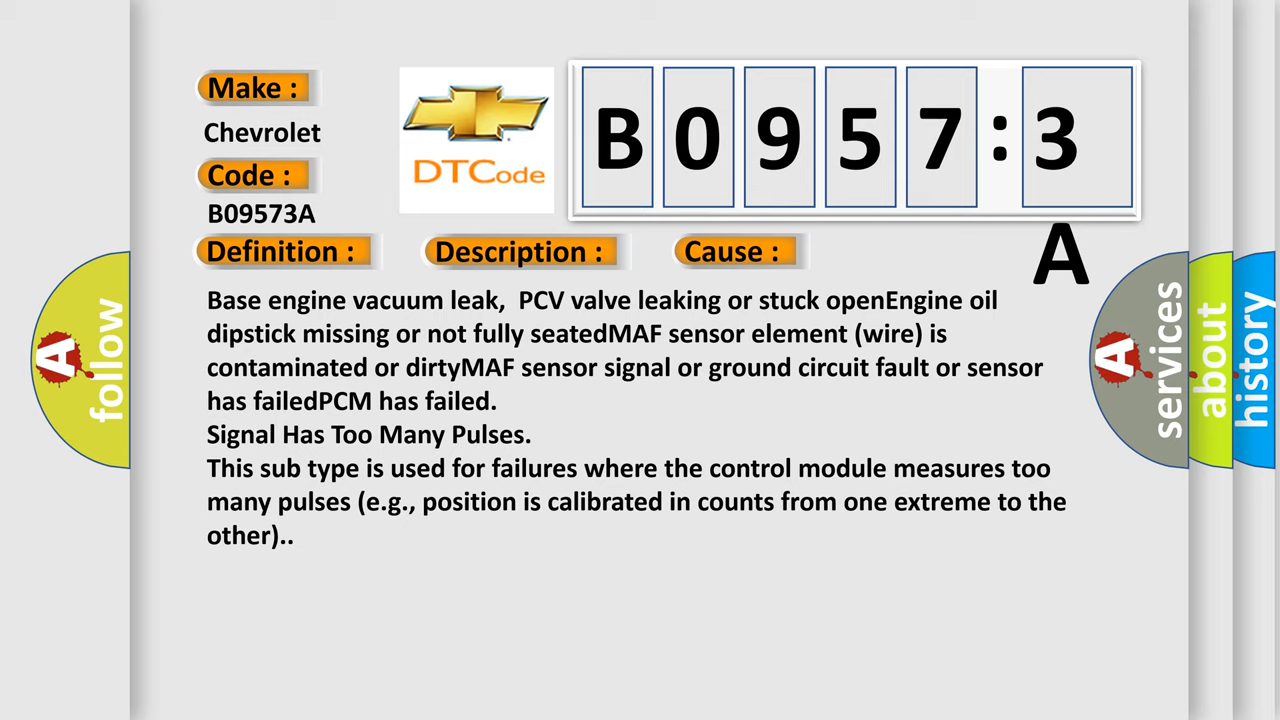 Make :
Chevrolet
Code :
B09573A
DTCode
B0957:3
A
Definition :
Description :
Cause :
Base engine vacuum leak,  PCV valve leaking or stuck openEngine oil
dipstick missing or not fully seatedMAF sensor element (wire) is
contaminated or dirtyMAF sensor signal or ground circuit fault or sensor
has failedPCM has failed.
Signal Has Too Many Pulses.
This sub type is used for failures where the control module measures too
many pulses (e.g., position is calibrated in counts from one extreme to the
other)..
A follow
A services
about
history